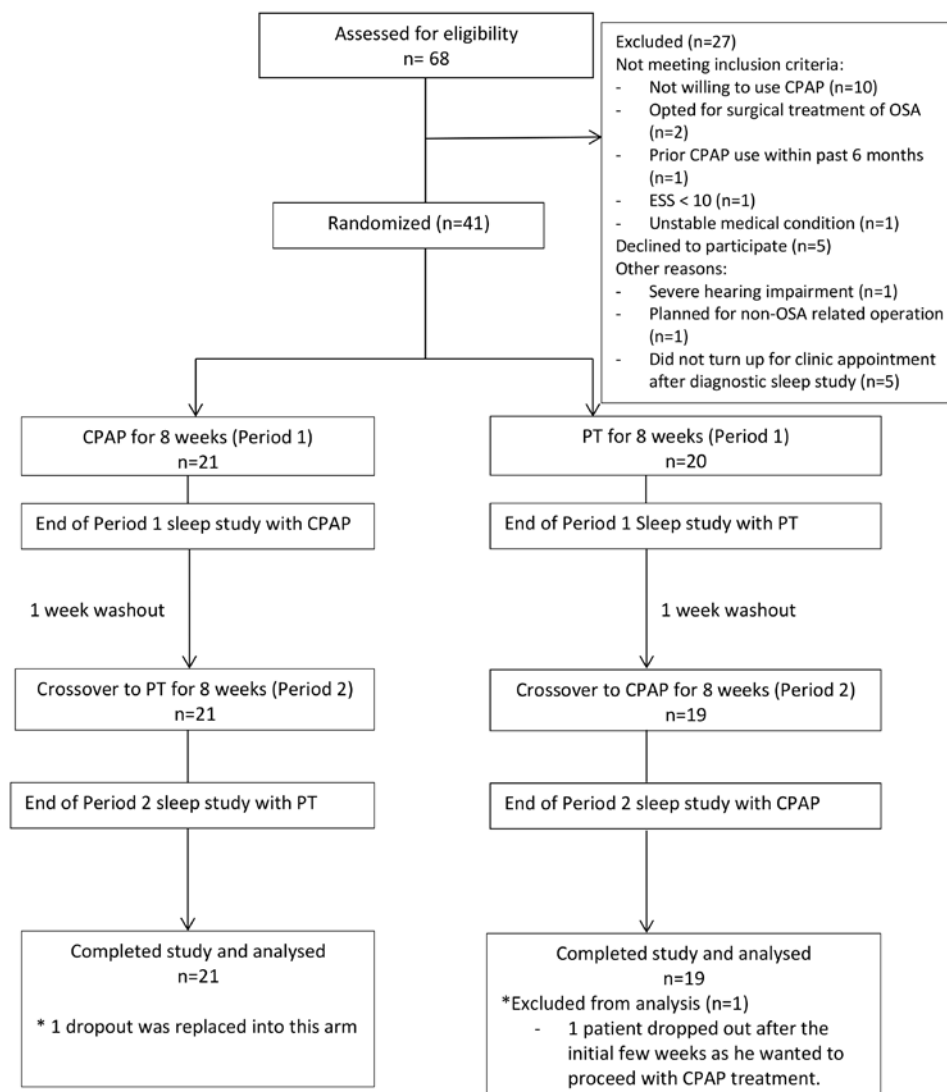 Assessed for eligibility
n= 68
Excluded (n=27)
Not meeting inclusion criteria:
- Not willing to use CPAP (n=10)
- Opted for surgical treatment of OSA
(n=2)
- Prior CPAP use within past 6 months
(n=1)
- ESS < 10 (n=1)
- Unstable medical condition (n=1)
Declined to participate (n=5)
Other reasons:
- Severe hearing impairment (n=1)
- Planned for non-OSA related operation
(n=1)
- Did not turn up for clinic appointment
after diagnostic sleep study (n=5)
Randomized (n=41)
CPAP for 8 weeks (Period 1)
n=21
PT for 8 weeks (Period 1)
n=20
End of Period 1 sleep study with CPAP
End of Period 1 Sleep study with PT
1 week washout
1 week washout
Crossover to PT for 8 weeks (Period 2)
n=21
Crossover to CPAP for 8 weeks (Period 2)
n=19
End of Period 2 sleep study with PT
End of Period 2 sleep study with CPAP
Completed study and analysed
n=21
* 1 dropout was replaced into this arm
Completed study and analysed
n=19
*Excluded from analysis (n=1)
- 1 patient dropped out after the
initial few weeks as he wanted to
proceed with CPAP treatment.